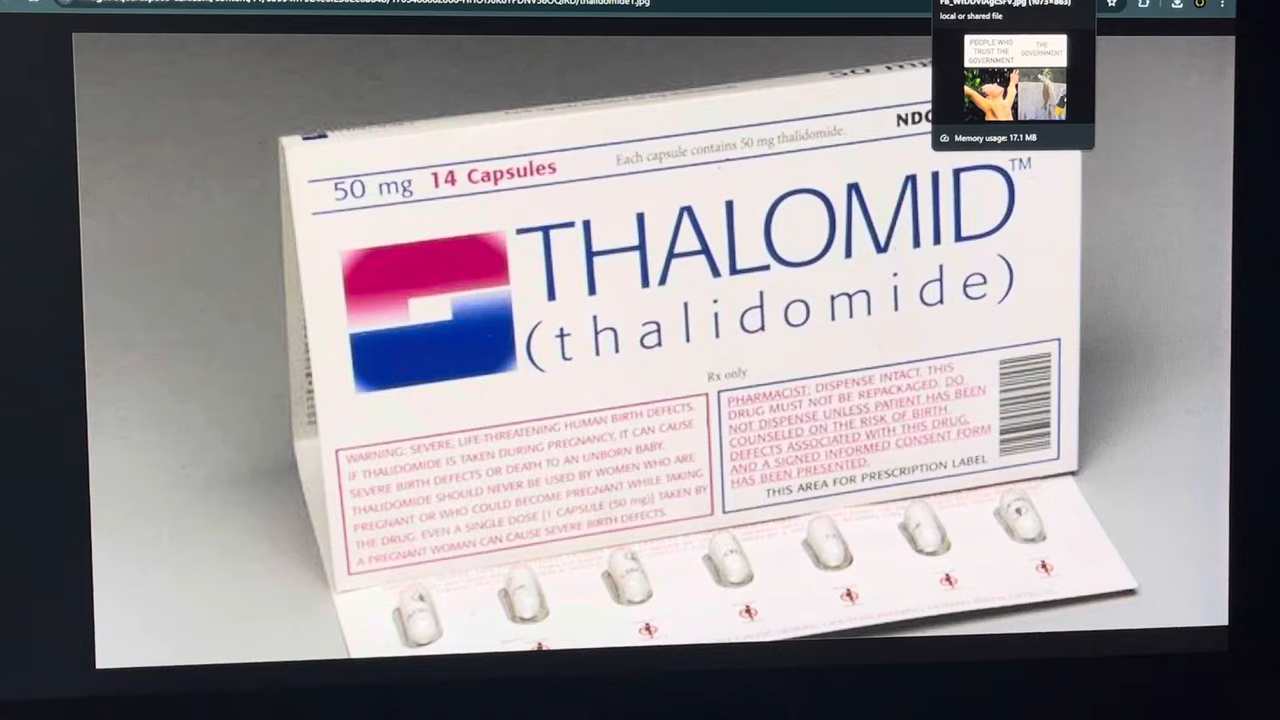 thalidomide1.jpg
(1073×863)
local or shared file
PEOPLE WHO
TRUST THE
GOVERNMENT
THE
GOVERNMENT
Memory usage: 17.1 MB
50 mg 14 Capsules
Each capsule contains 50 mg thalidomide.
THALOMID™
(thalidomide)
Rx only
WARNING: SEVERE, LIFE-THREATENING HUMAN BIRTH DEFECTS.
IF THALIDOMIDE IS TAKEN DURING PREGNANCY, IT CAN CAUSE
SEVERE BIRTH DEFECTS OR DEATH TO AN UNBORN BABY.
THALIDOMIDE SHOULD NEVER BE USED BY WOMEN WHO ARE
PREGNANT OR WHO COULD BECOME PREGNANT WHILE TAKING
THE DRUG. EVEN A SINGLE DOSE [1 CAPSULE (50 mg)] TAKEN BY
A PREGNANT WOMAN CAN CAUSE SEVERE BIRTH DEFECTS.
PHARMACIST: DISPENSE INTACT. THIS
DRUG MUST NOT BE REPACKAGED. DO
NOT DISPENSE UNLESS PATIENT HAS BEEN
COUNSELED ON THE RISK OF BIRTH
DEFECTS ASSOCIATED WITH THIS DRUG,
AND A SIGNED INFORMED CONSENT FORM
HAS BEEN PRESENTED.
THIS AREA FOR PRESCRIPTION LABEL